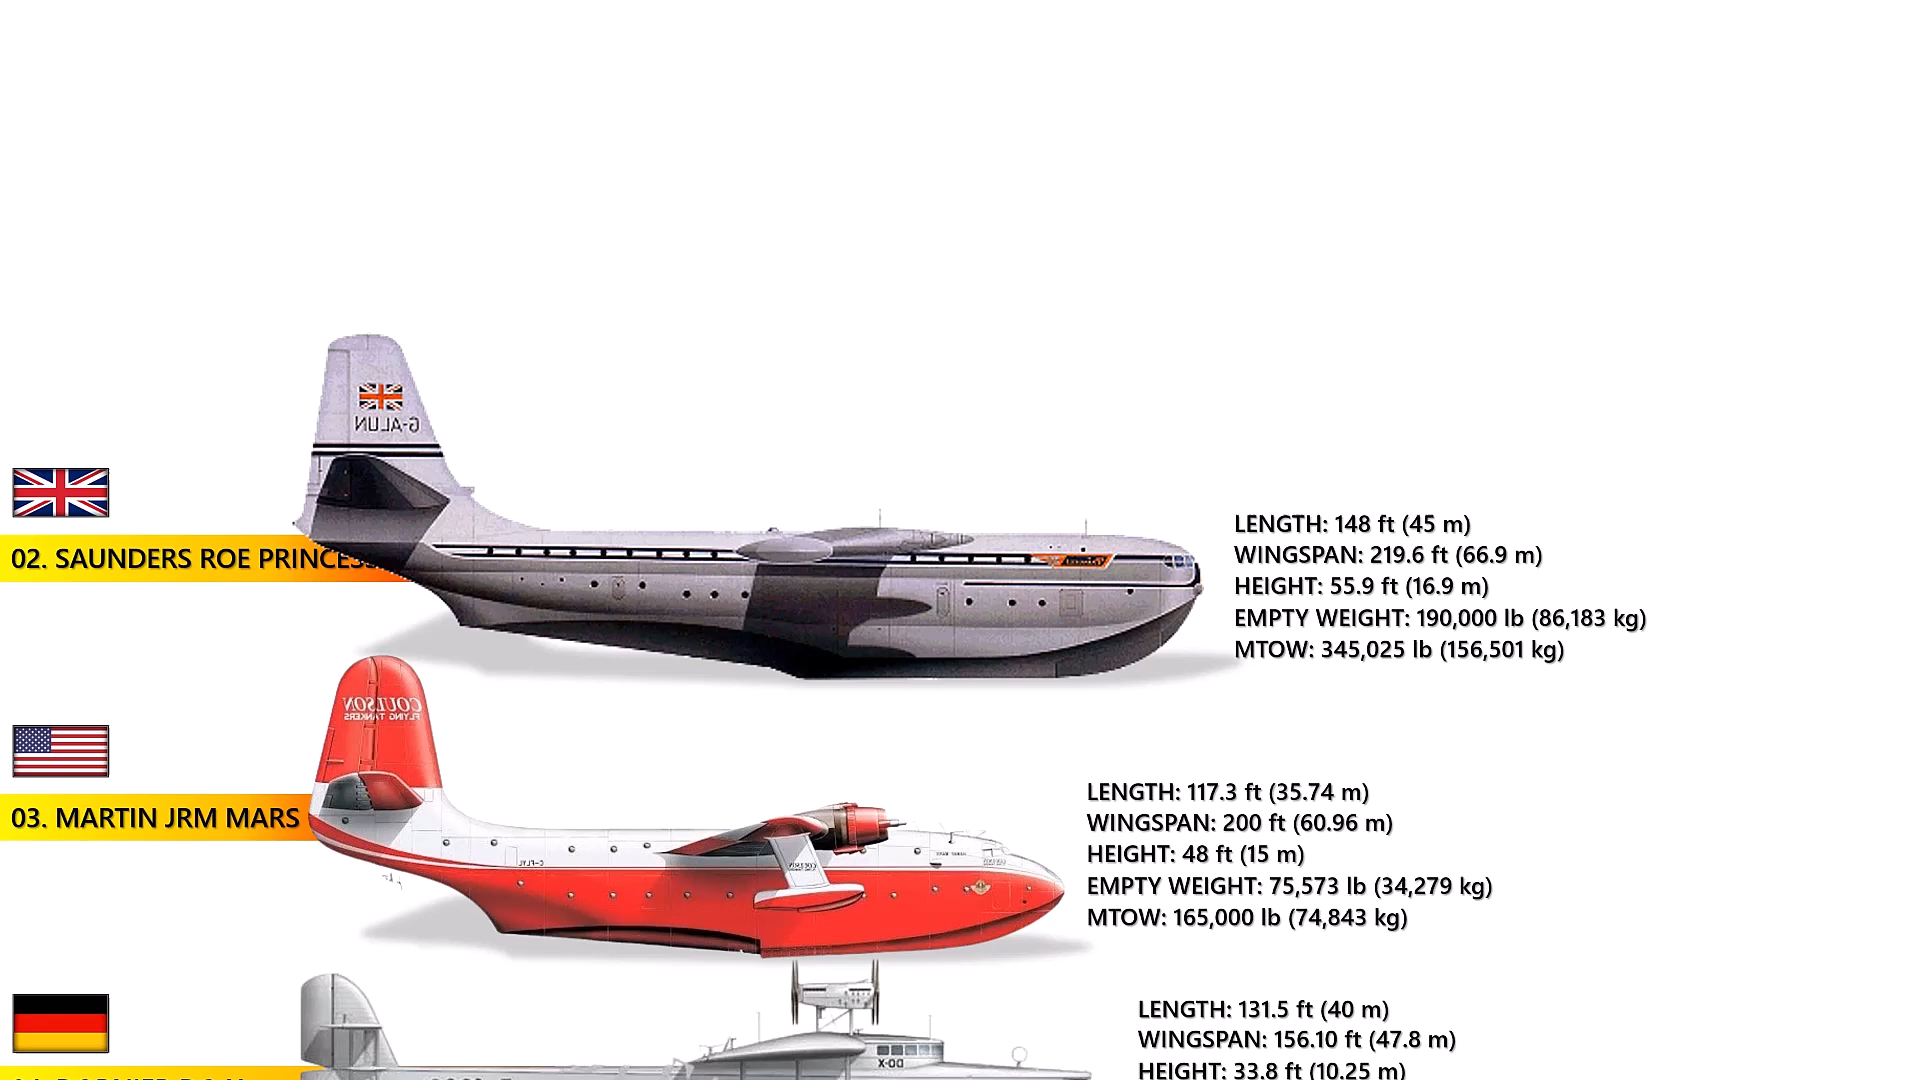 G-ALUN
02. SAUNDERS ROE PRINCESS
LENGTH: 148 ft (45 m)
WINGSPAN: 219.6 ft (66.9 m)
HEIGHT: 55.9 ft (16.9 m)
EMPTY WEIGHT: 190,000 lb (86,183 kg)
MTOW: 345,025 lb (156,501 kg)
COULSON
FLYING TANKERS
03. MARTIN JRM MARS
C-FLYL
COULSON
LENGTH: 117.3 ft (35.74 m)
WINGSPAN: 200 ft (60.96 m)
HEIGHT: 48 ft (15 m)
EMPTY WEIGHT: 75,573 lb (34,279 kg)
MTOW: 165,000 lb (74,843 kg)
DO-X
LENGTH: 131.5 ft (40 m)
WINGSPAN: 156.10 ft (47.8 m)
HEIGHT: 33.8 ft (10.25 m)